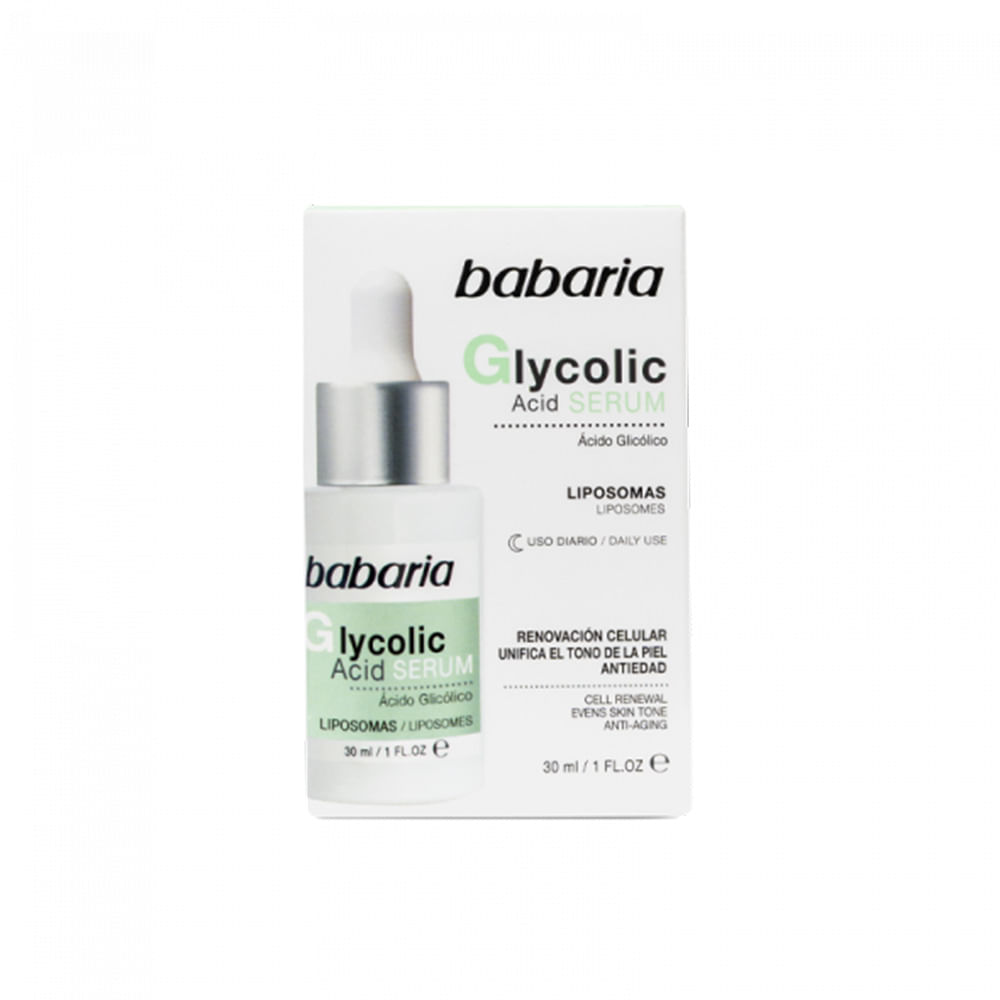 babaria
Glycolic
Acid SERUM
Ácido Glicólico
LIPOSOMAS
LIPOSOMES
USO DIARIO / DAILY USE
RENOVACIÓN CELULAR
UNIFICA EL TONO DE LA PIEL
ANTIEDAD
CELL RENEWAL
EVENS SKIN TONE
ANTI-AGING
30 ml / 1 FL.OZ ℮
babaria
Glycolic
Acid SERUM
Ácido Glicólico
LIPOSOMAS / LIPOSOMES
30 ml / 1 FL.OZ ℮